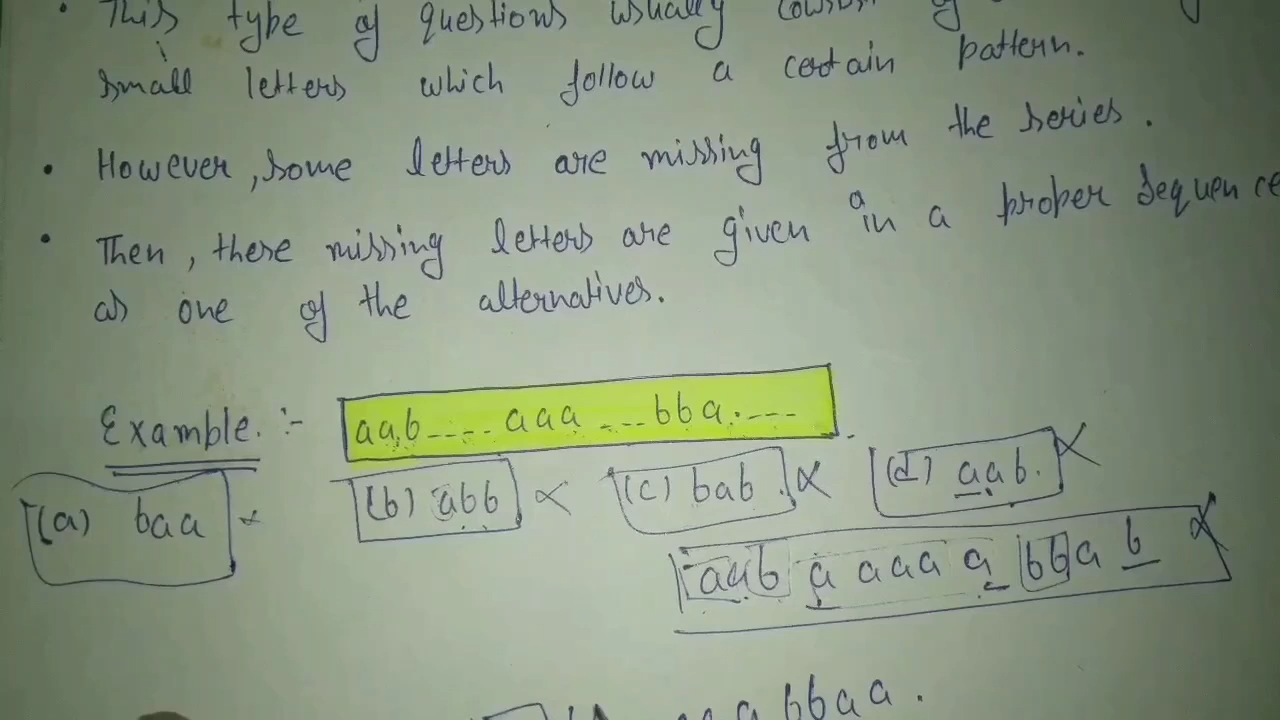 • This type of questions usually
small letters which follow a certain pattern.
• However, some letters are missing from the series.
• Then, these missing letters are given in a proper sequence
as one of the alternatives.
Examble. :- aab.... aaa ....bba.----
(a) baa (b) abb (c) bab. (d) aab.
aab a aaa a bba b
a bbaa.